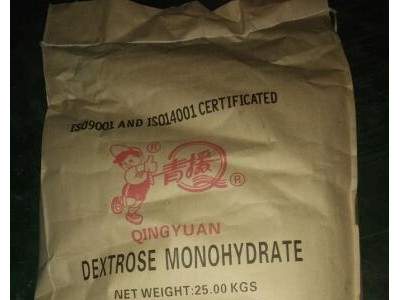 ISO9001 AND ISO14001 CERTIFICATED
® 青援 ®
QINGYUAN
DEXTROSE MONOHYDRATE
NET WEIGHT:25.00 KGS